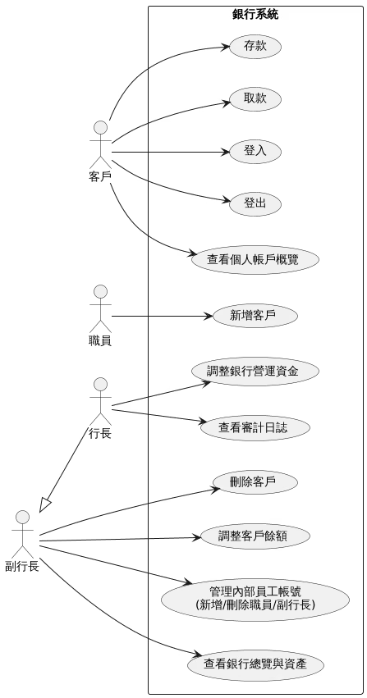 銀行系統
存款
取款
登入
登出
客戶
查看個人帳戶概覽
新增客戶
職員
調整銀行營運資金
行長
查看審計日誌
刪除客戶
調整客戶餘額
副行長
管理內部員工帳號
(新增/刪除職員/副行長)
查看銀行總覽與資產